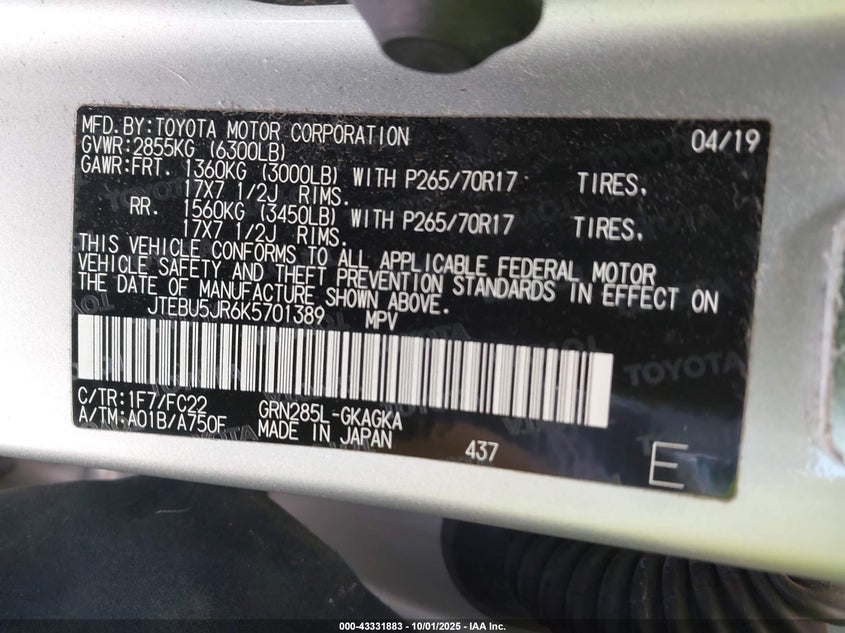 MFD.BY:TOYOTA MOTOR CORPORATION 04/19
GVWR:2855KG (6300LB)
GAWR:FRT. 1360KG (3000LB) WITH P265/70R17 TIRES,
17X7 1/2J RIMS.
RR. 1560KG (3450LB) WITH P265/70R17 TIRES,
17X7 1/2J RIMS.
THIS VEHICLE CONFORMS TO ALL APPLICABLE FEDERAL MOTOR
VEHICLE SAFETY AND THEFT PREVENTION STANDARDS IN EFFECT ON
THE DATE OF MANUFACTURE SHOWN ABOVE.
JTEBU5JR6K5701389 MPV
C/TR:1F7/FC22 GRN285L-GKAGKA
A/TM:A01B/A750F MADE IN JAPAN 437 E
TOYOTA
000-43331883 - 10/01/2025 - IAA Inc.